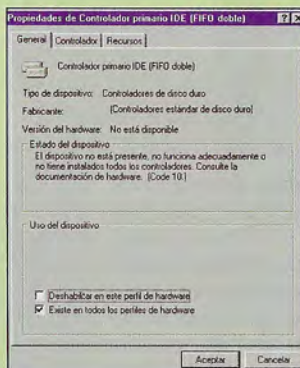 Propiedades de Controlador primario IDE (FIFO doble)
General Controlador Recursos
Controlador primario IDE (FIFO doble)
Tipo de dispositivo: Controladores de disco duro
Fabricante: (Controladores estándar de disco duro)
Versión del hardware: No está disponible
Estado del dispositivo
El dispositivo no está presente, no funciona adecuadamente o
no tiene instalados todos los controladores. Consulte la
documentación de hardware. (Code 10.)
Uso del dispositivo
Deshabilitar en este perfil de hardware
Existe en todos los perfiles de hardware
Aceptar Cancelar